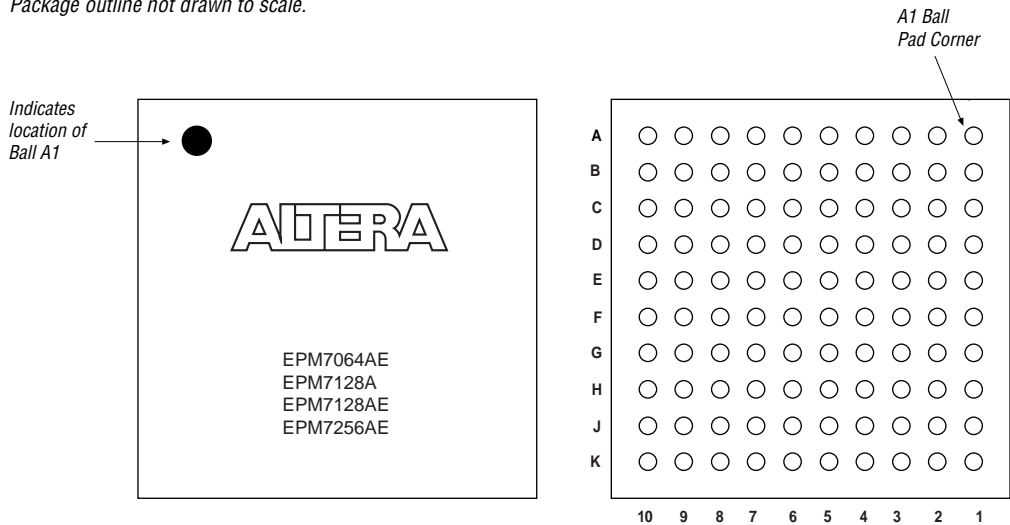 Package outline not drawn to scale.
A1 Ball
Pad Corner
Indicates
location of
Ball A1
ALTERA
EPM7064AE
EPM7128A
EPM7128AE
EPM7256AE
A
B
C
D
E
F
G
H
J
K
10 9 8 7 6 5 4 3 2 1